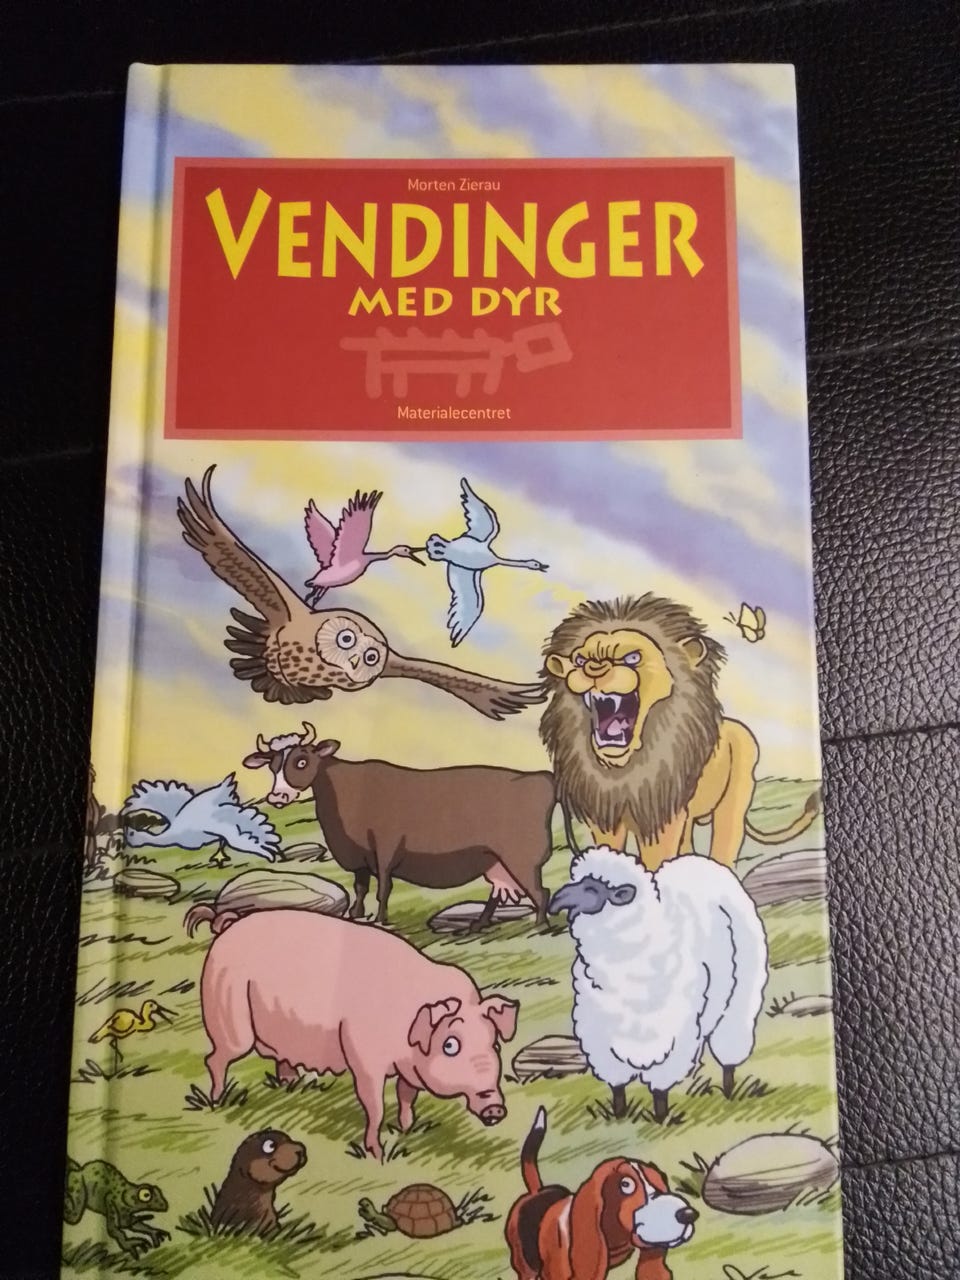 Morten Zierau
VENDINGER
MED DYR
Materialecentret